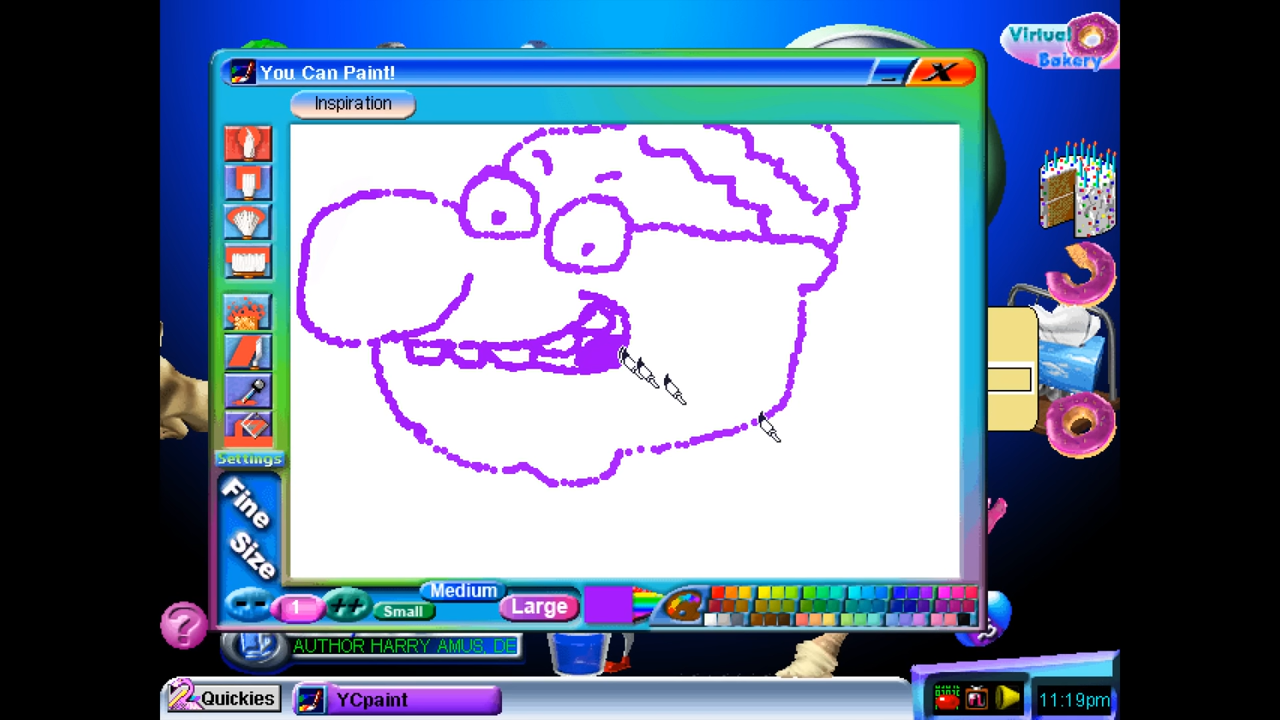 Virtual
Bakery
You Can Paint!
Inspiration
Settings
Fine
Size
--
1
++
Small
Medium
Large
AUTHOR HARRY AMUS, DE
?
Quickies
YCpaint
11:19pm